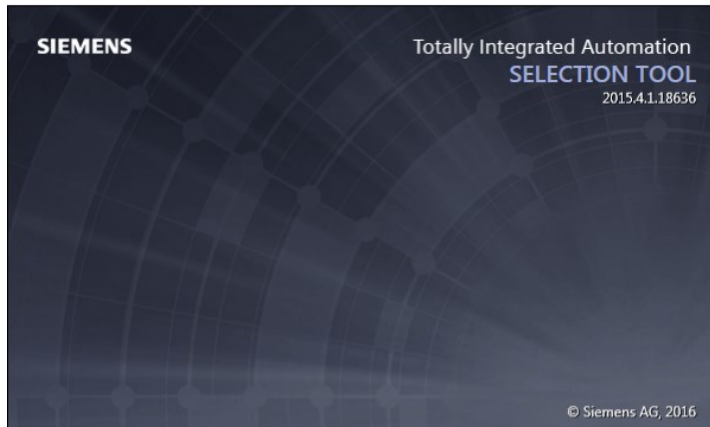 SIEMENS
Totally Integrated Automation
SELECTION TOOL
2015.4.1.18636
© Siemens AG, 2016